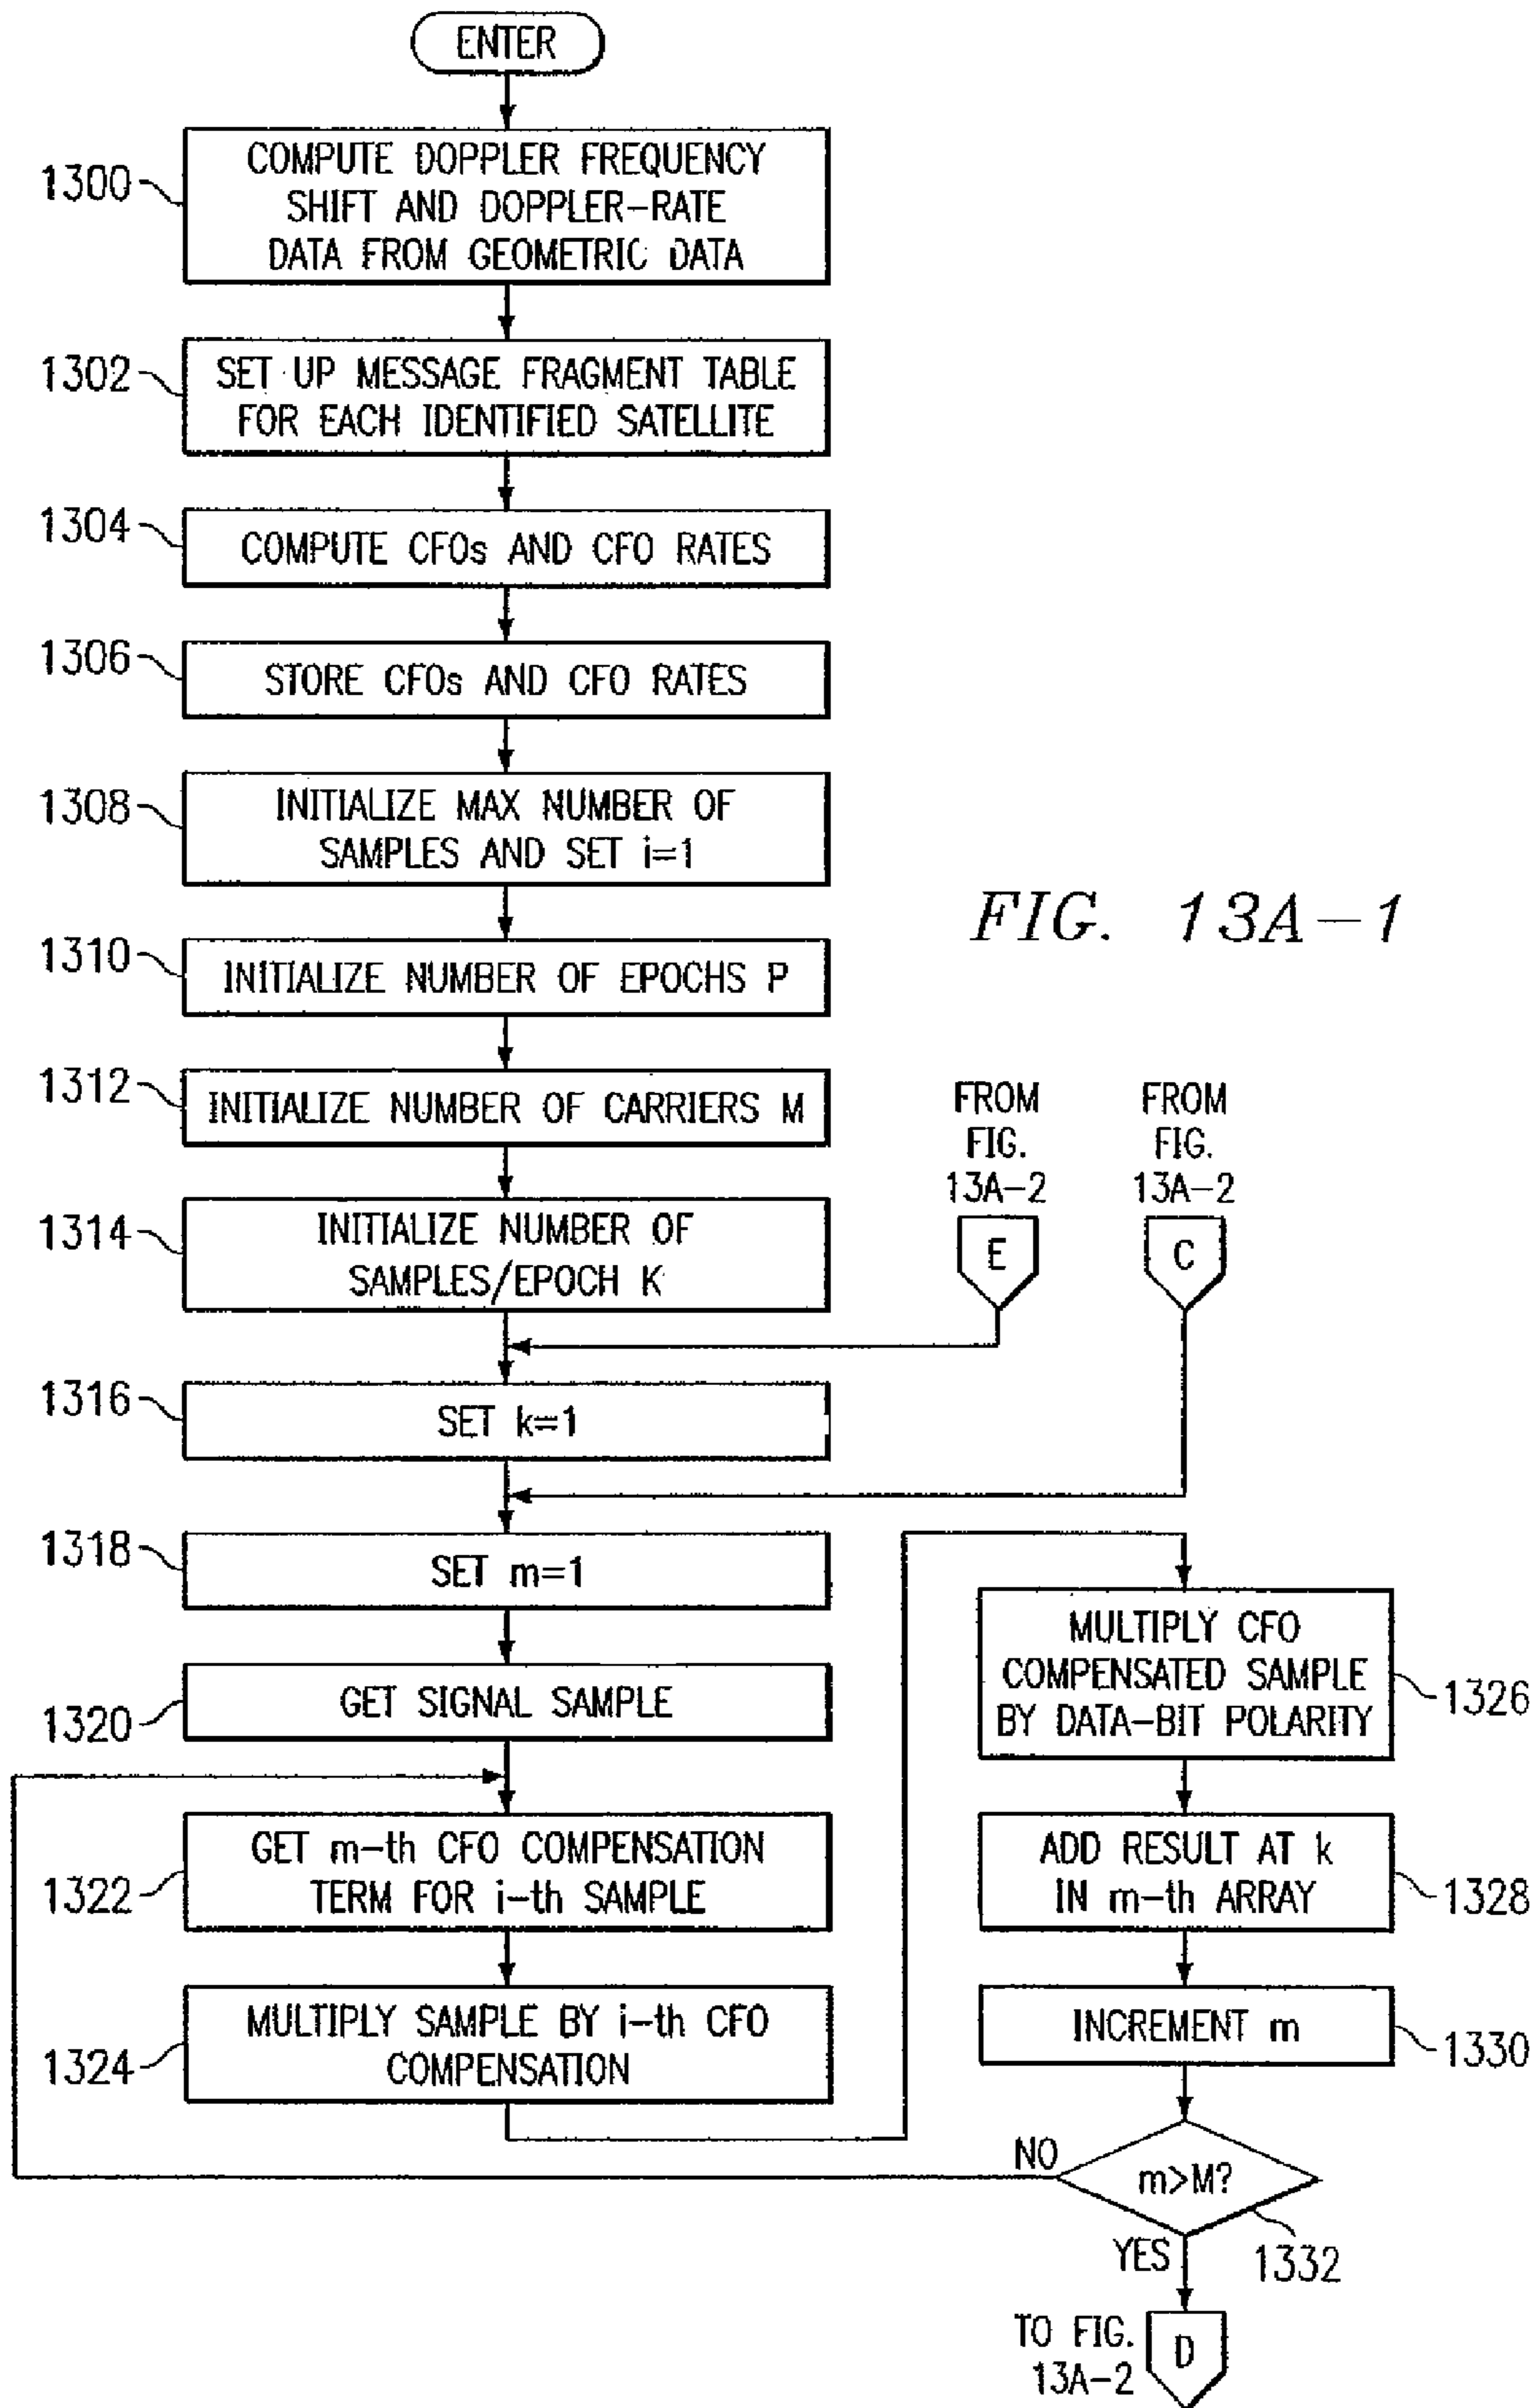 ENTER
1300
COMPUTE DOPPLER FREQUENCY
SHIFT AND DOPPLER-RATE
DATA FROM GEOMETRIC DATA
1302
SET UP MESSAGE FRAGMENT TABLE
FOR EACH IDENTIFIED SATELLITE
1304
COMPUTE CFOs AND CFO RATES
1306
STORE CFOs AND CFO RATES
1308
INITIALIZE MAX NUMBER OF
SAMPLES AND SET i=1
FIG. 13A-1
1310
INITIALIZE NUMBER OF EPOCHS P
1312
INITIALIZE NUMBER OF CARRIERS M
1314
INITIALIZE NUMBER OF
SAMPLES/EPOCH K
FROM
FIG.
13A-2
E
FROM
FIG.
13A-2
C
1316
SET k=1
1318
SET m=1
1320
GET SIGNAL SAMPLE
1322
GET m-th CFO COMPENSATION
TERM FOR i-th SAMPLE
1324
MULTIPLY SAMPLE BY i-th CFO
COMPENSATION
MULTIPLY CFO
COMPENSATED SAMPLE
BY DATA-BIT POLARITY
1326
ADD RESULT AT k
IN m-th ARRAY
1328
INCREMENT m
1330
NO
m>M?
1332
YES
TO FIG.
13A-2
D